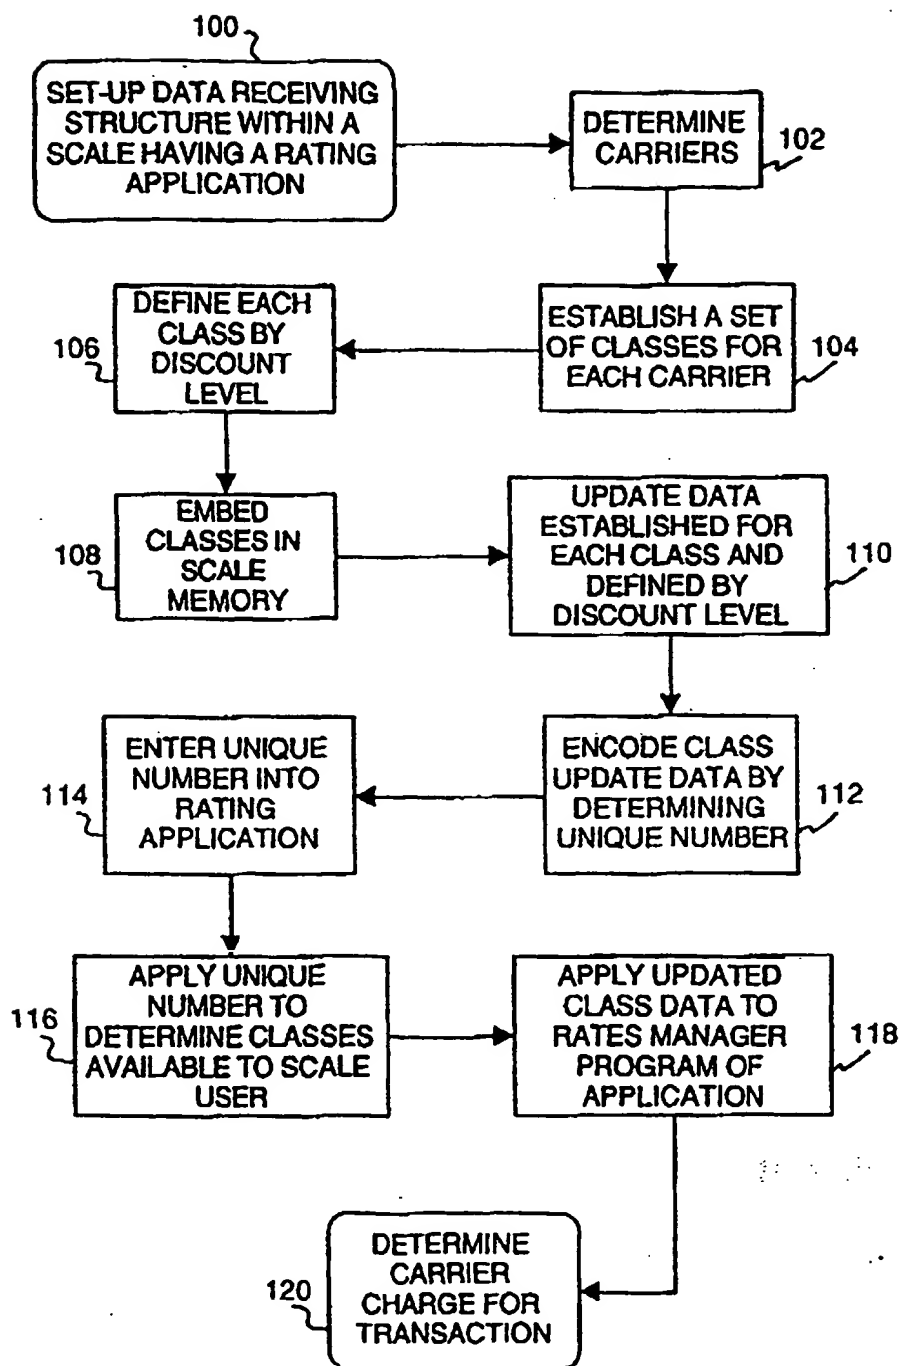 100
SET-UP DATA RECEIVING
STRUCTURE WITHIN A
SCALE HAVING A RATING
APPLICATION
DETERMINE
CARRIERS
102
DEFINE EACH
CLASS BY
DISCOUNT
LEVEL
106
ESTABLISH A SET
OF CLASSES FOR
EACH CARRIER
104
EMBED
CLASSES IN
SCALE
MEMORY
108
UPDATE DATA
ESTABLISHED FOR
EACH CLASS AND
DEFINED BY
DISCOUNT LEVEL
110
ENTER UNIQUE
NUMBER INTO
RATING
APPLICATION
114
ENCODE CLASS
UPDATE DATA BY
DETERMINING
UNIQUE NUMBER
112
APPLY UNIQUE
NUMBER TO
DETERMINE CLASSES
AVAILABLE TO SCALE
USER
116
APPLY UPDATED
CLASS DATA TO
RATES MANAGER
PROGRAM OF
APPLICATION
118
DETERMINE
CARRIER
CHARGE FOR
TRANSACTION
120